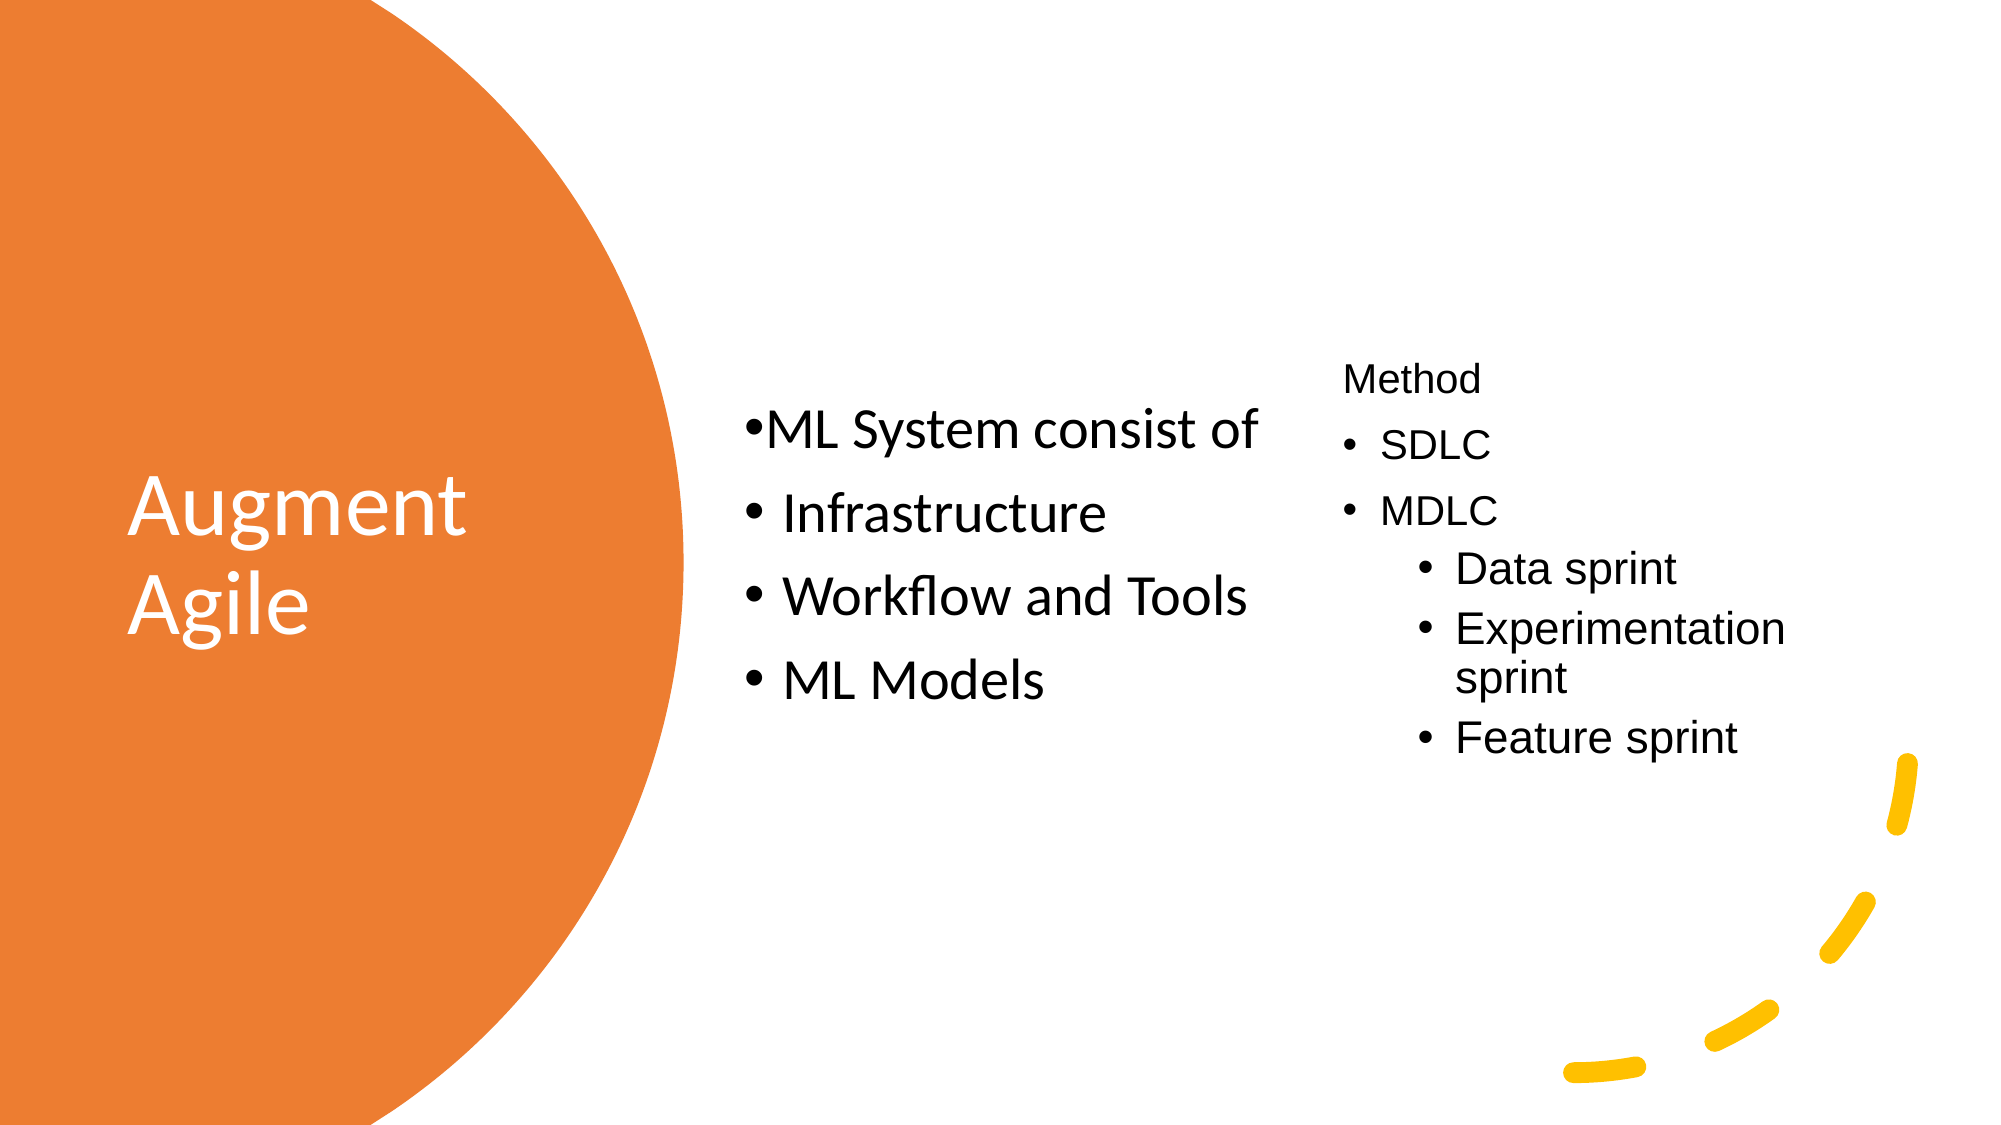 Augment
Agile
•ML System consist of
• Infrastructure
• Workflow and Tools
• ML Models
Method
• SDLC
• MDLC
• Data sprint
• Experimentation
sprint
• Feature sprint